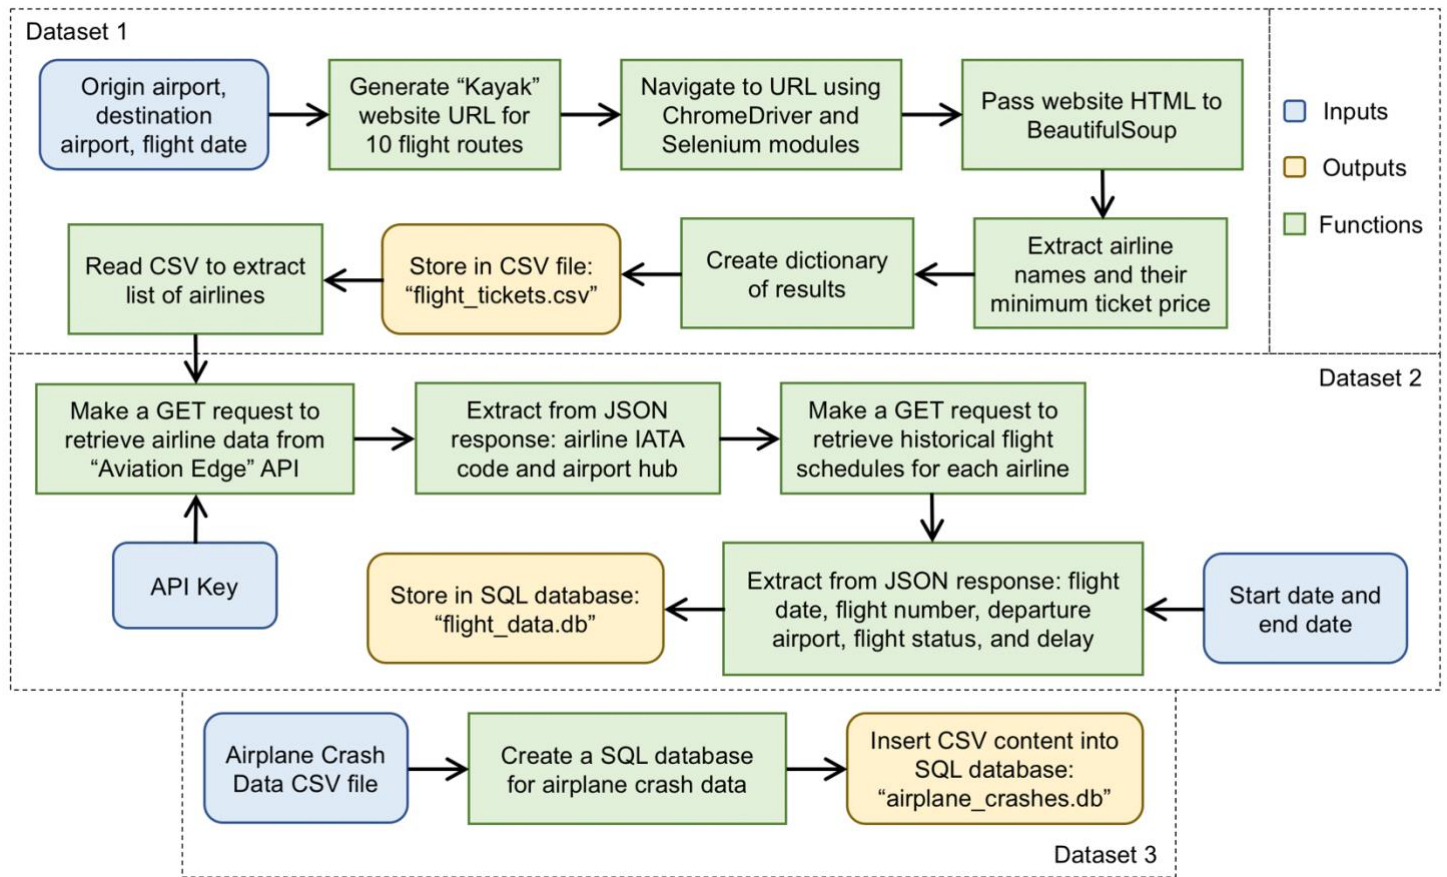 Dataset 1
Origin airport,
destination
airport, flight date
Generate “Kayak”
website URL for
10 flight routes
Navigate to URL using
ChromeDriver and
Selenium modules
Pass website HTML to
BeautifulSoup
Inputs
Outputs
Functions
Extract airline
names and their
minimum ticket price
Create dictionary
of results
Store in CSV file:
“flight_tickets.csv”
Read CSV to extract
list of airlines
Dataset 2
Make a GET request to
retrieve airline data from
“Aviation Edge” API
Extract from JSON
response: airline IATA
code and airport hub
Make a GET request to
retrieve historical flight
schedules for each airline
API Key
Store in SQL database:
“flight_data.db”
Extract from JSON response: flight
date, flight number, departure
airport, flight status, and delay
Start date and
end date
Airplane Crash
Data CSV file
Create a SQL database
for airplane crash data
Insert CSV content into
SQL database:
“airplane_crashes.db”
Dataset 3